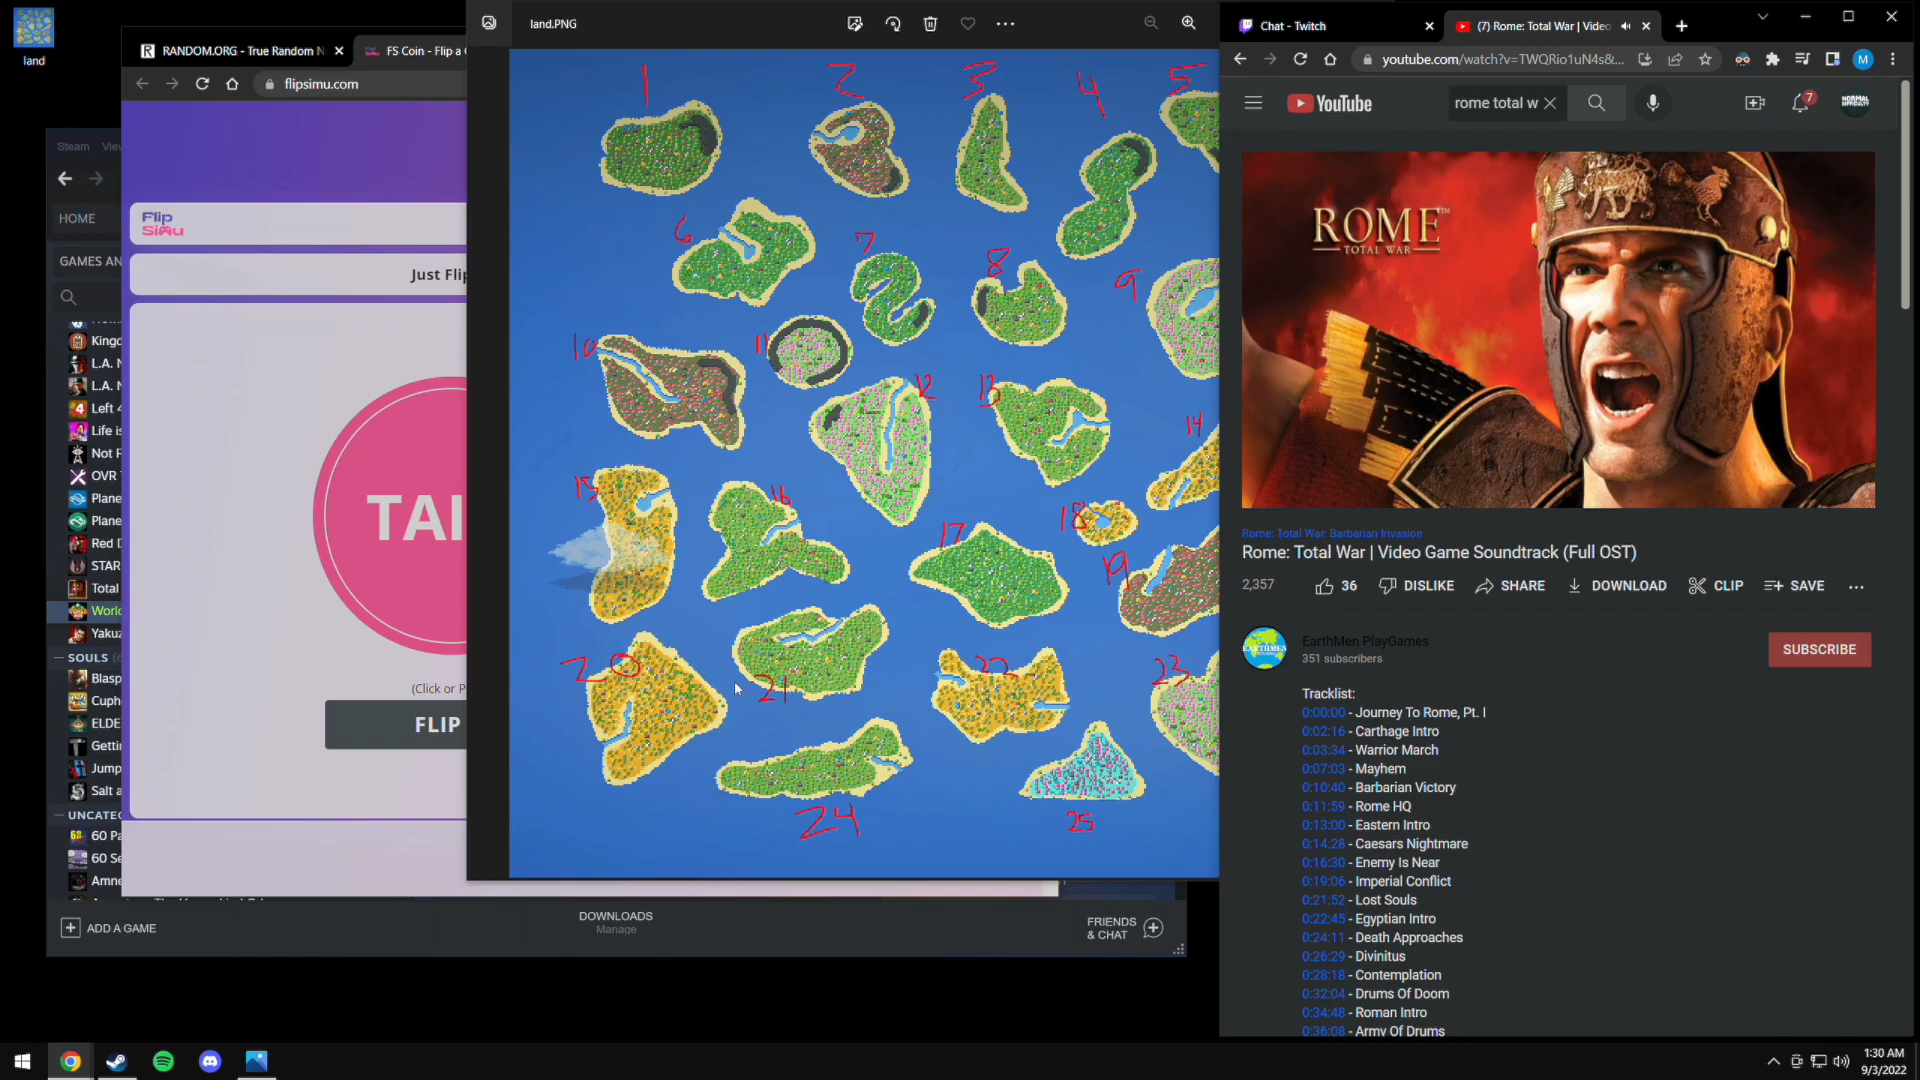 land
Steam
HOME
GAMES AN
Kingd
L.A. N
L.A. N
Left 4
Life is
Not F
OVR
Plane
Plane
Red D
STAR
Total
World
Yakuz
SOULS
Blasp
Cuph
ELDE
Getti
Jump
Salt a
UNCATEG
60 Pa
60 Se
Amne
ADD A GAME
DOWNLOADS
Manage
FRIENDS
& CHAT
RANDOM.ORG - True Random N
FS Coin - Flip a C
flipsimu.com
Flip
Simu
Just Flip
TAI
(Click or P
FLIP
land.PNG
1
2
3
4
5
6
7
8
9
10
11
12
13
14
15
16
17
18
19
20
21
22
23
24
25
Chat - Twitch
(7) Rome: Total War | Video
youtube.com/watch?v=TWQRio1uN4s&...
M
YouTube
rome total w
7
NORMAL
DIFFICULTY
ROME
TOTAL WAR
Rome: Total War: Barbarian Invasion
Rome: Total War | Video Game Soundtrack (Full OST)
2,357
36
DISLIKE
SHARE
DOWNLOAD
CLIP
SAVE
EARTHMEN
EarthMen PlayGames
351 subscribers
SUBSCRIBE
Tracklist:
0:00:00 - Journey To Rome, Pt. I
0:02:16 - Carthage Intro
0:03:34 - Warrior March
0:07:03 - Mayhem
0:10:40 - Barbarian Victory
0:11:59 - Rome HQ
0:13:00 - Eastern Intro
0:14:28 - Caesars Nightmare
0:16:30 - Enemy Is Near
0:19:06 - Imperial Conflict
0:21:52 - Lost Souls
0:22:45 - Egyptian Intro
0:24:11 - Death Approaches
0:26:29 - Divinitus
0:28:18 - Contemplation
0:32:04 - Drums Of Doom
0:34:48 - Roman Intro
0:36:08 - Army Of Drums
1:30 AM
9/3/2022